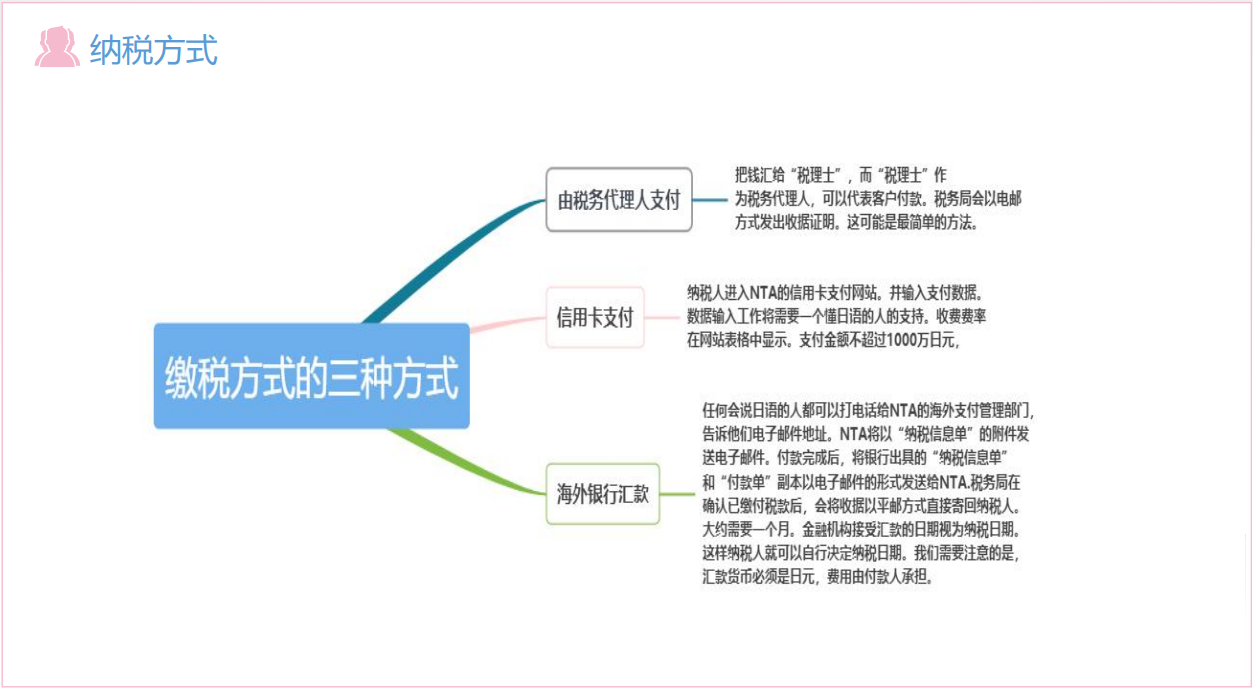 纳税方式
缴税方式的三种方式
由税务代理人支付
把钱汇给“税理士”，而“税理士”作
为税务代理人，可以代表客户付款。税务局会以电邮
方式发出收据证明。这可能是最简单的方法。
信用卡支付
纳税人进入NTA的信用卡支付网站。并输入支付数据。
数据输入工作将需要一个懂日语的人的支持。收费费率
在网站表格中显示。支付金额不超过1000万日元，
海外银行汇款
任何会说日语的人都可以打电话给NTA的海外支付管理部门，
告诉他们电子邮件地址。NTA将以“纳税信息单”的附件发
送电子邮件。付款完成后，将银行出具的“纳税信息单”
和“付款单”副本以电子邮件的形式发送给NTA.税务局在
确认已缴付税款后，会将收据以平邮方式直接寄回纳税人。
大约需要一个月。金融机构接受汇款的日期视为纳税日期。
这样纳税人就可以自行决定纳税日期。我们需要注意的是，
汇款货币必须是日元，费用由付款人承担。